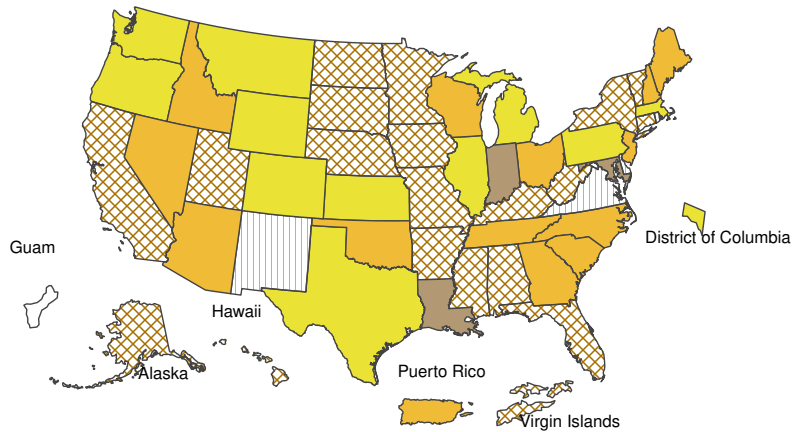 District of Columbia
Guam
Hawaii
Alaska
Puerto Rico
Virgin Islands